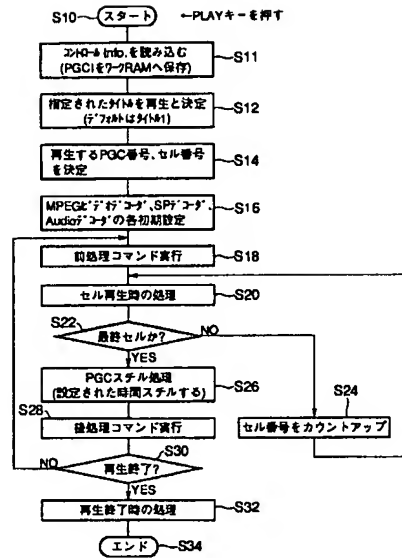 S10 スタート ←PLAYキーを押す
コントロールInfo.を読み込む
(PGCIをワークRAMへ保存)
S11
指定されたタイトルを再生と決定
(デフォルトはタイトル1)
S12
再生するPGC番号、セル番号
を決定
S14
MPEGビデオデコーダ、SPデコーダ、
Audioデコーダの各初期設定
S16
前処理コマンド実行
S18
セル再生時の処理
S20
S22
最終セルか?
NO
YES
PGCスチル処理
(設定された時間スチルする)
S26
S24
セル番号をカウントアップ
S28
後処理コマンド実行
S30
再生終了?
NO
YES
再生終了時の処理
S32
エンド
S34